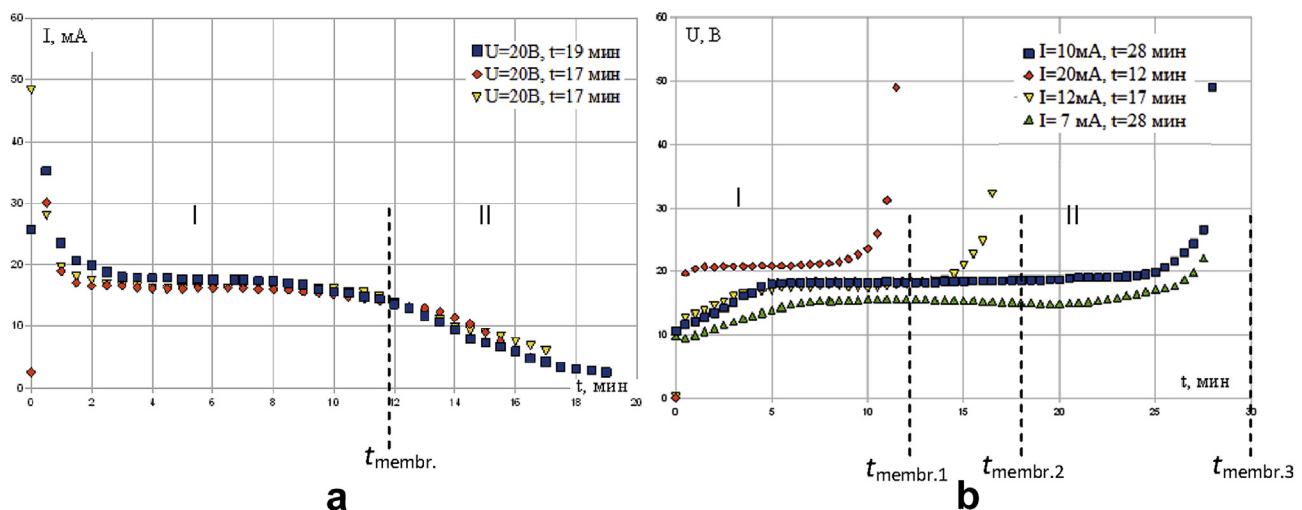 I, мА
60
50
40
30
20
10
0
U=20В, t=19 мин
U=20В, t=17 мин
U=20В, t=17 мин
I
II
t, мин
0 2 4 6 8 10 12 14 16 18 20
tmembr.
a
U, В
60
50
40
30
20
10
0
I=10мА, t=28 мин
I=20мА, t=12 мин
I=12мА, t=17 мин
I= 7 мА, t=28 мин
I
II
t, мин
0 5 10 15 20 25 30
tmembr.1 tmembr.2 tmembr.3
b